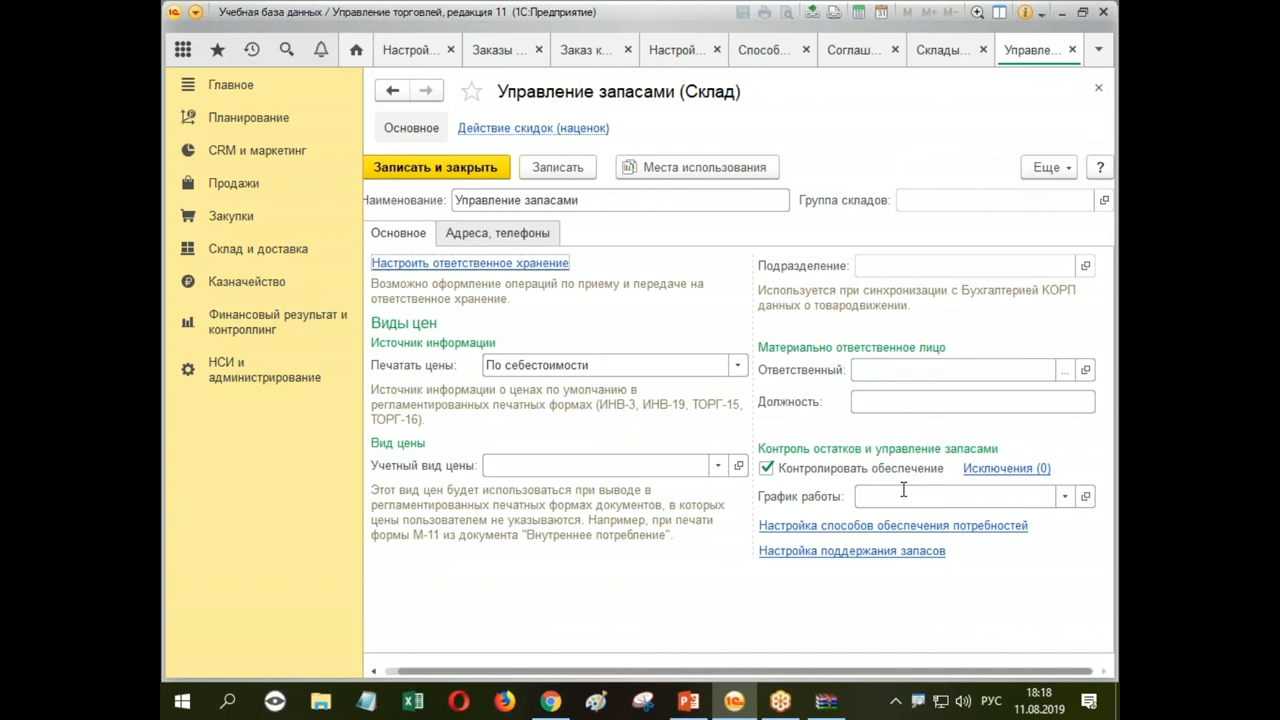 Учебная база данных / Управление торговлей, редакция 11 (1С:Предприятие)
M M+ M-
Настрой... Заказы ... Заказ к... Настрой... Способ... Соглаш... Склады... Управле...
Главное
Планирование
CRM и маркетинг
Продажи
Закупки
Склад и доставка
Казначейство
Финансовый результат и
контроллинг
НСИ и
администрирование
Управление запасами (Склад)
Основное Действие скидок (наценок)
Записать и закрыть Записать Места использования Еще ?
Наименование: Управление запасами Группа складов:
Основное Адреса, телефоны
Настроить ответственное хранение
Возможно оформление операций по приему и передаче на
ответственное хранение.
Виды цен
Источник информации
Печатать цены: По себестоимости
Источник информации о ценах по умолчанию в
регламентированных печатных формах (ИНВ-3, ИНВ-19, ТОРГ-15,
ТОРГ-16).
Вид цены
Учетный вид цены:
Этот вид цен будет использоваться при выводе в
регламентированных печатных формах документов, в которых
цены пользователем не указываются. Например, при печати
формы М-11 из документа "Внутреннее потребление".
Подразделение:
Используется при синхронизации с Бухгалтерией КОРП
данных о товародвижении.
Материально ответственное лицо
Ответственный: ...
Должность:
Контроль остатков и управление запасами
Контролировать обеспечение Исключения (0)
График работы:
Настройка способов обеспечения потребностей
Настройка поддержания запасов
РУС
18:18
11.08.2019